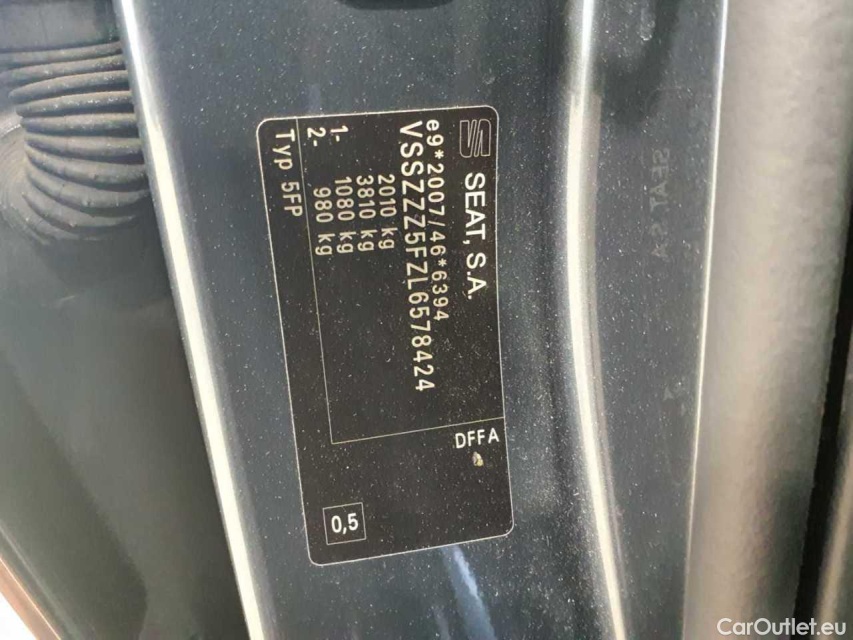 SEAT, S.A.
e9*2007/46*6394
VSSZZZ5FZL6578424
2010 kg
3810 kg
1- 1080 kg
2- 980 kg
Typ 5FP
DFFA
0,5
SEAT S.A
CarOutlet.eu